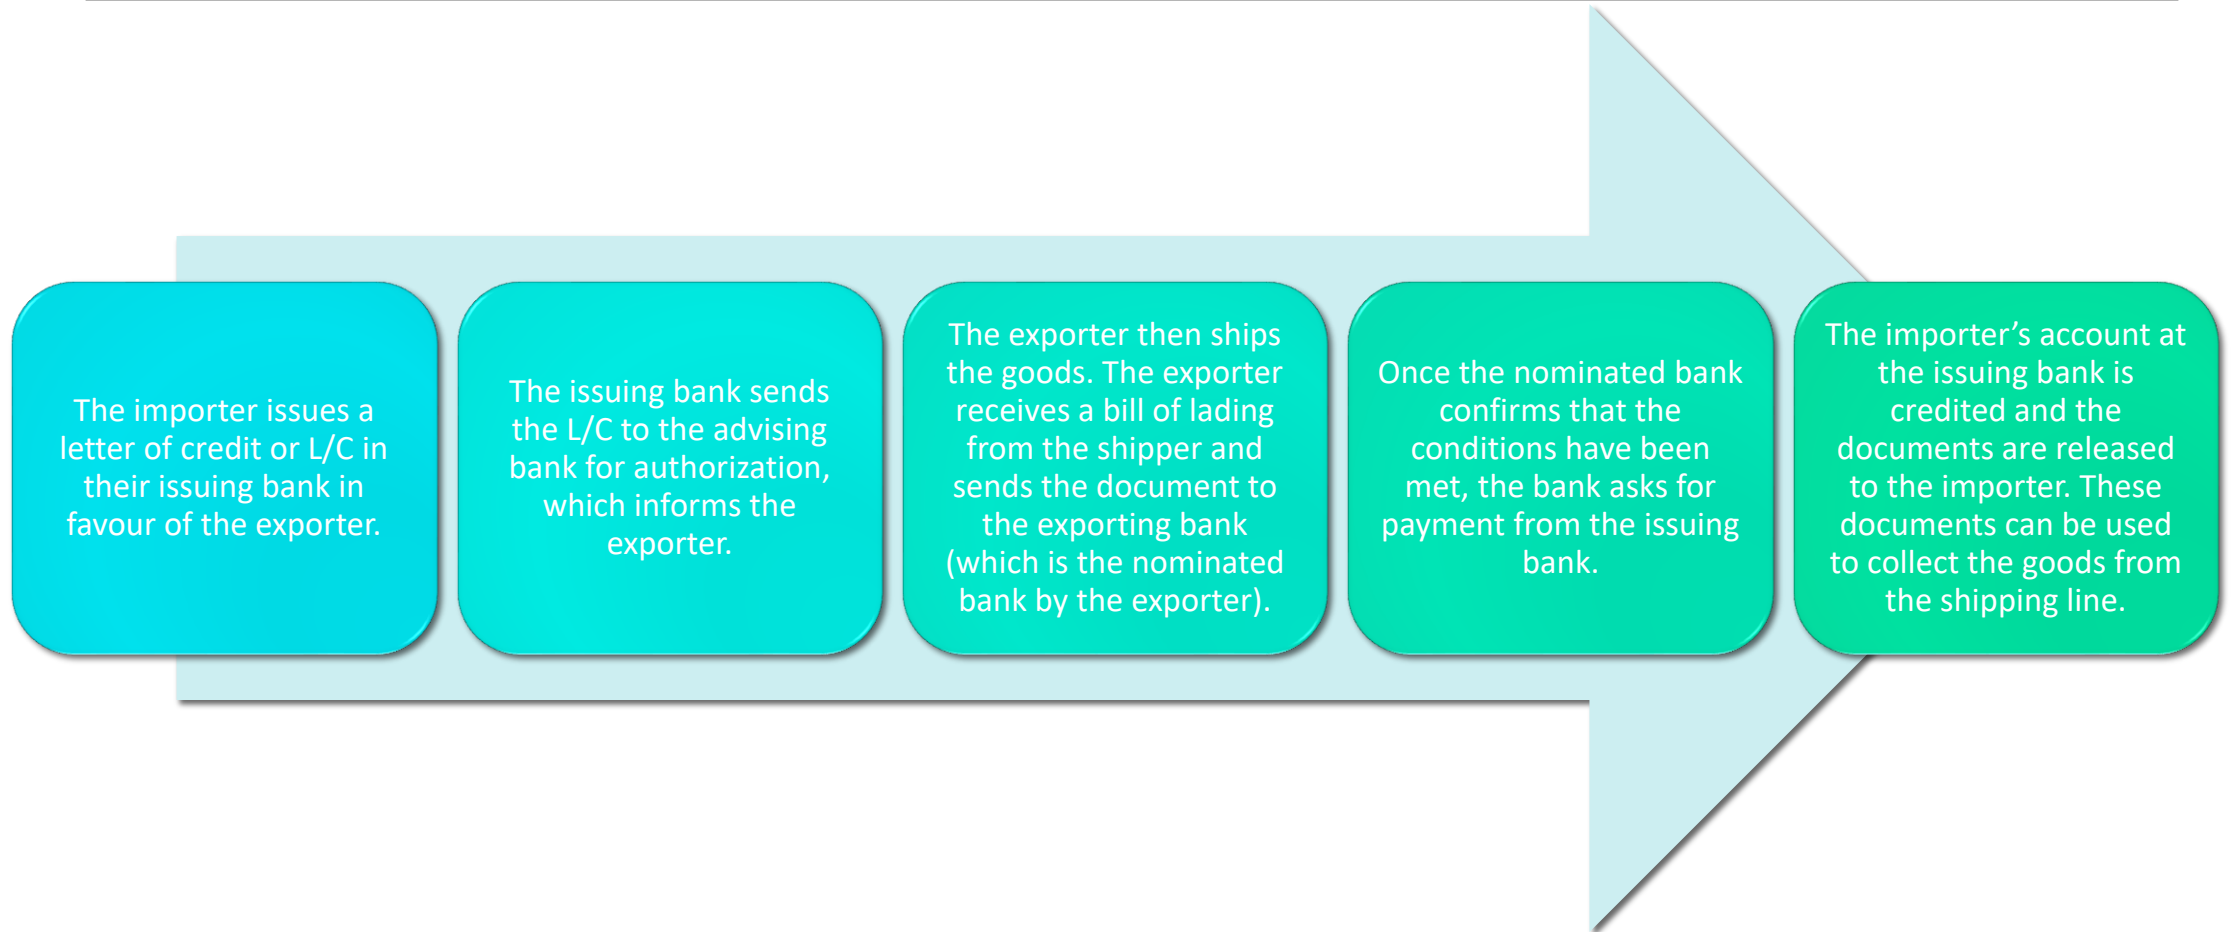 The importer issues a
letter of credit or L/C in
their issuing bank in
favour of the exporter.
The issuing bank sends
the L/C to the advising
bank for authorization,
which informs the
exporter.
The exporter then ships
the goods. The exporter
receives a bill of lading
from the shipper and
sends the document to
the exporting bank
(which is the nominated
bank by the exporter).
Once the nominated bank
confirms that the
conditions have been
met, the bank asks for
payment from the issuing
bank.
The importer’s account at
the issuing bank is
credited and the
documents are released
to the importer. These
documents can be used
to collect the goods from
the shipping line.